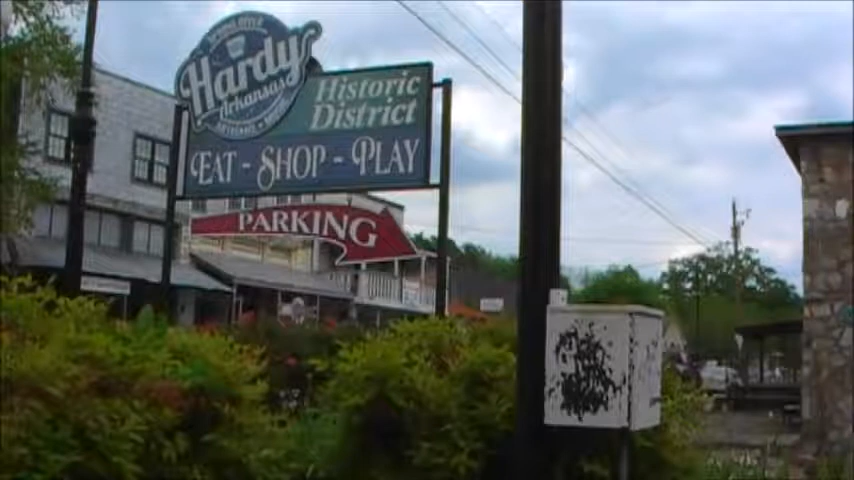 Hardy
Arkansas
Historic
District
EAT - SHOP - PLAY
PARKING